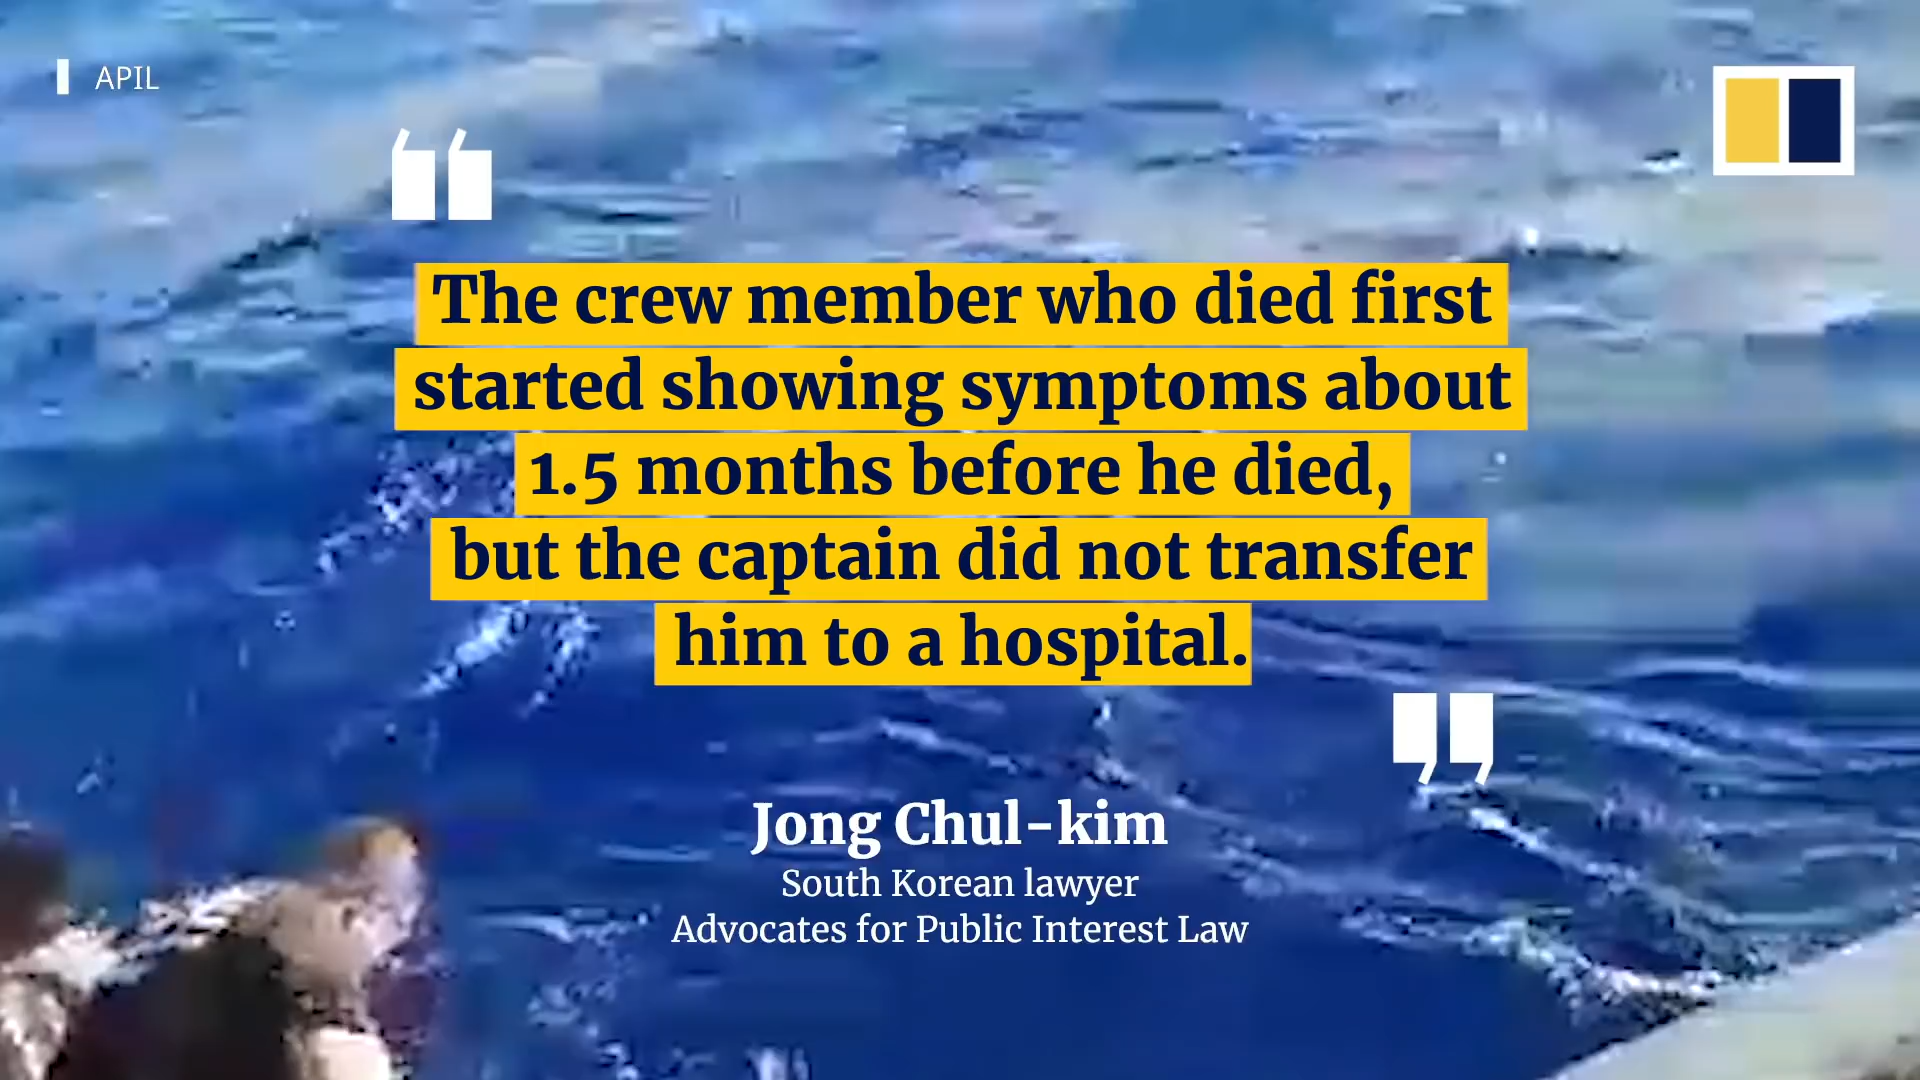 APIL
“
The crew member who died first
started showing symptoms about
1.5 months before he died,
but the captain did not transfer
him to a hospital.
”
Jong Chul-kim
South Korean lawyer
Advocates for Public Interest Law